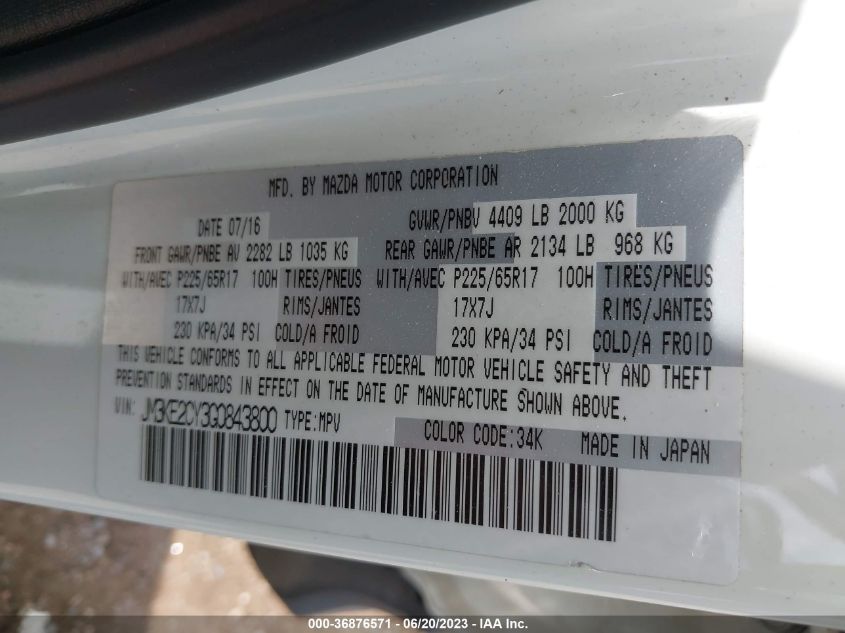 MFD. BY MAZDA MOTOR CORPORATION
DATE 07/16 GVWR/PNBV 4409 LB 2000 KG
FRONT GAWR/PNBE AV 2282 LB 1035 KG REAR GAWR/PNBE AR 2134 LB 968 KG
WITH/AVEC P225/65R17 100H TIRES/PNEUS WITH/AVEC P225/65R17 100H TIRES/PNEUS
17X7J RIMS/JANTES 17X7J RIMS/JANTES
230 KPA/34 PSI COLD/A FROID 230 KPA/34 PSI COLD/A FROID
THIS VEHICLE CONFORMS TO ALL APPLICABLE FEDERAL MOTOR VEHICLE SAFETY AND THEFT
PREVENTION STANDARDS IN EFFECT ON THE DATE OF MANUFACTURE SHOWN ABOVE.
VIN: JM3KE2CY3G0843800 TYPE:MPV
COLOR CODE:34K MADE IN JAPAN
000-36876571 - 06/20/2023 - IAA Inc.